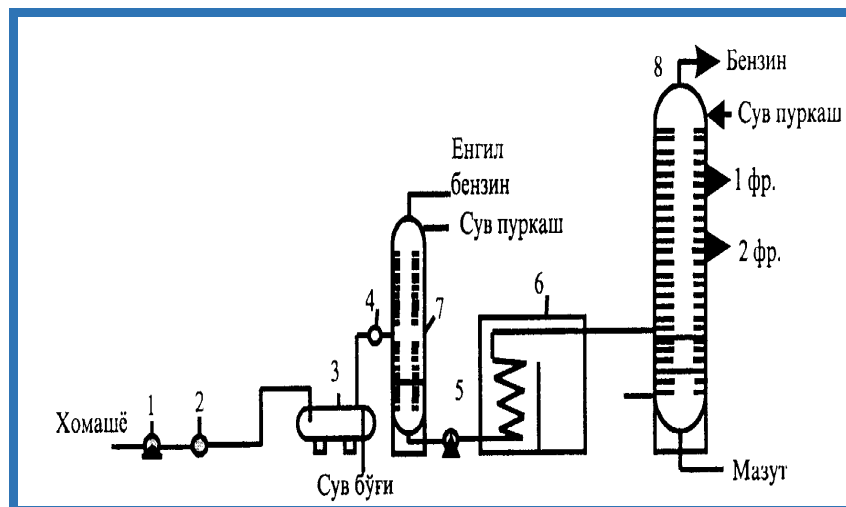 8
Бензин
Сув пуркаш
1 фр.
2 фр.
Енгил
бензин
Сув пуркаш
4
7
6
3
5
Хомашё
1
2
Сув бўғи
Мазут